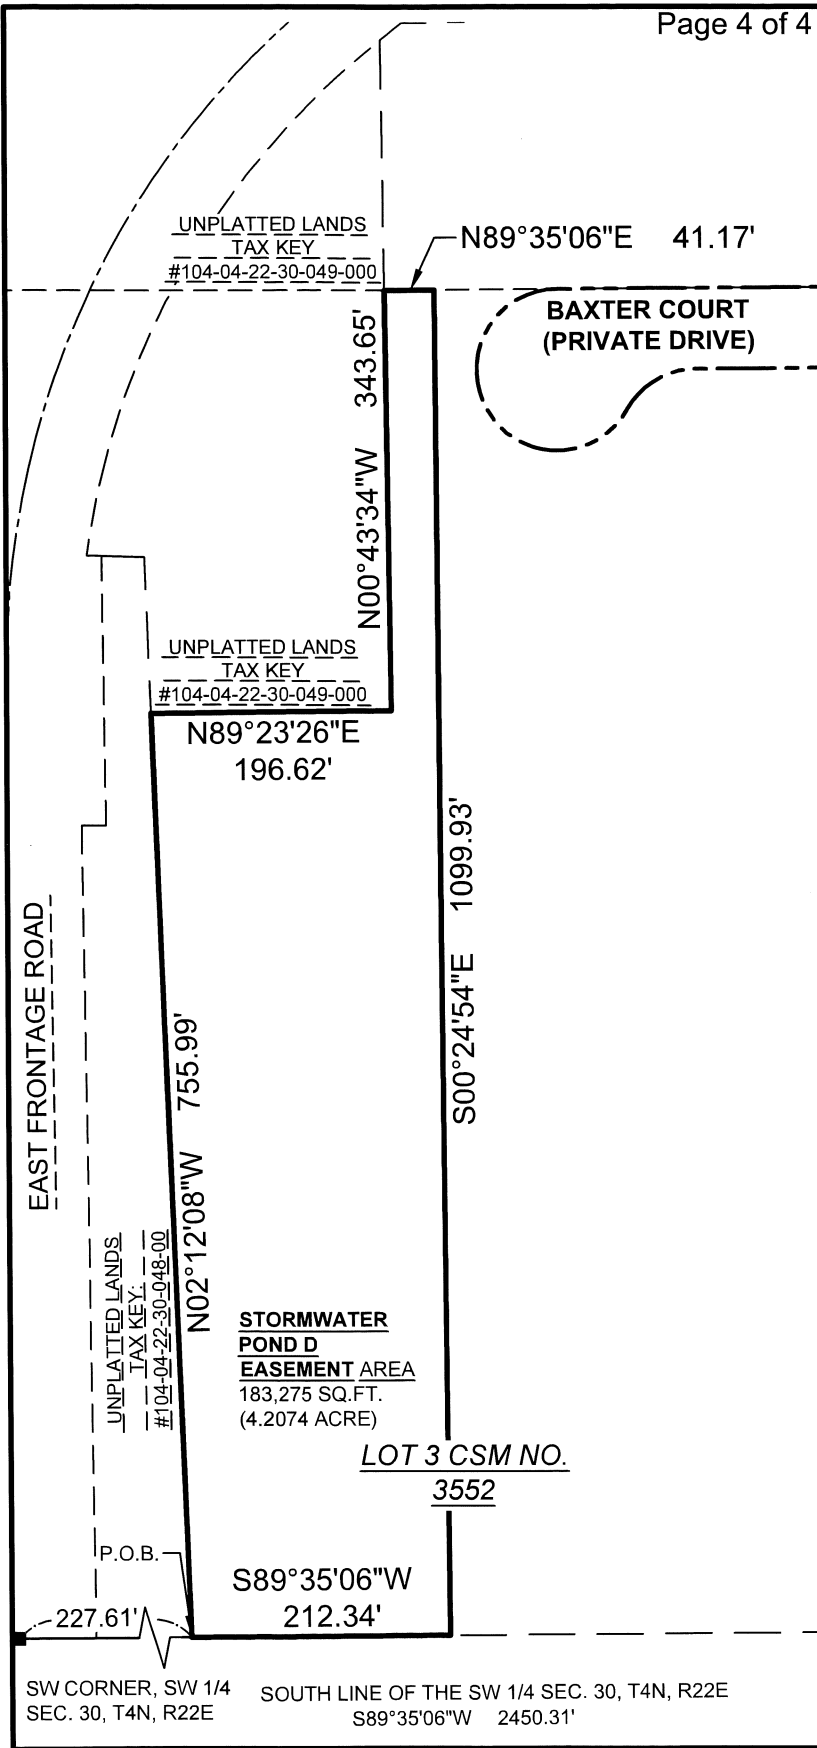 Page 4 of 4
UNPLATTED LANDS
TAX KEY
#104-04-22-30-049-000
N89°35'06"E 41.17'
BAXTER COURT
(PRIVATE DRIVE)
N00°43'34"W 343.65'
UNPLATTED LANDS
TAX KEY
#104-04-22-30-049-000
N89°23'26"E
196.62'
S00°24'54"E 1099.93'
EAST FRONTAGE ROAD
N02°12'08"W 755.99'
UNPLATTED LANDS
TAX KEY:
#104-04-22-30-048-00
STORMWATER
POND D
EASEMENT AREA
183,275 SQ.FT.
(4.2074 ACRE)
LOT 3 CSM NO.
3552
P.O.B.
S89°35'06"W
212.34'
227.61'
SW CORNER, SW 1/4
SEC. 30, T4N, R22E
SOUTH LINE OF THE SW 1/4 SEC. 30, T4N, R22E
S89°35'06"W 2450.31'